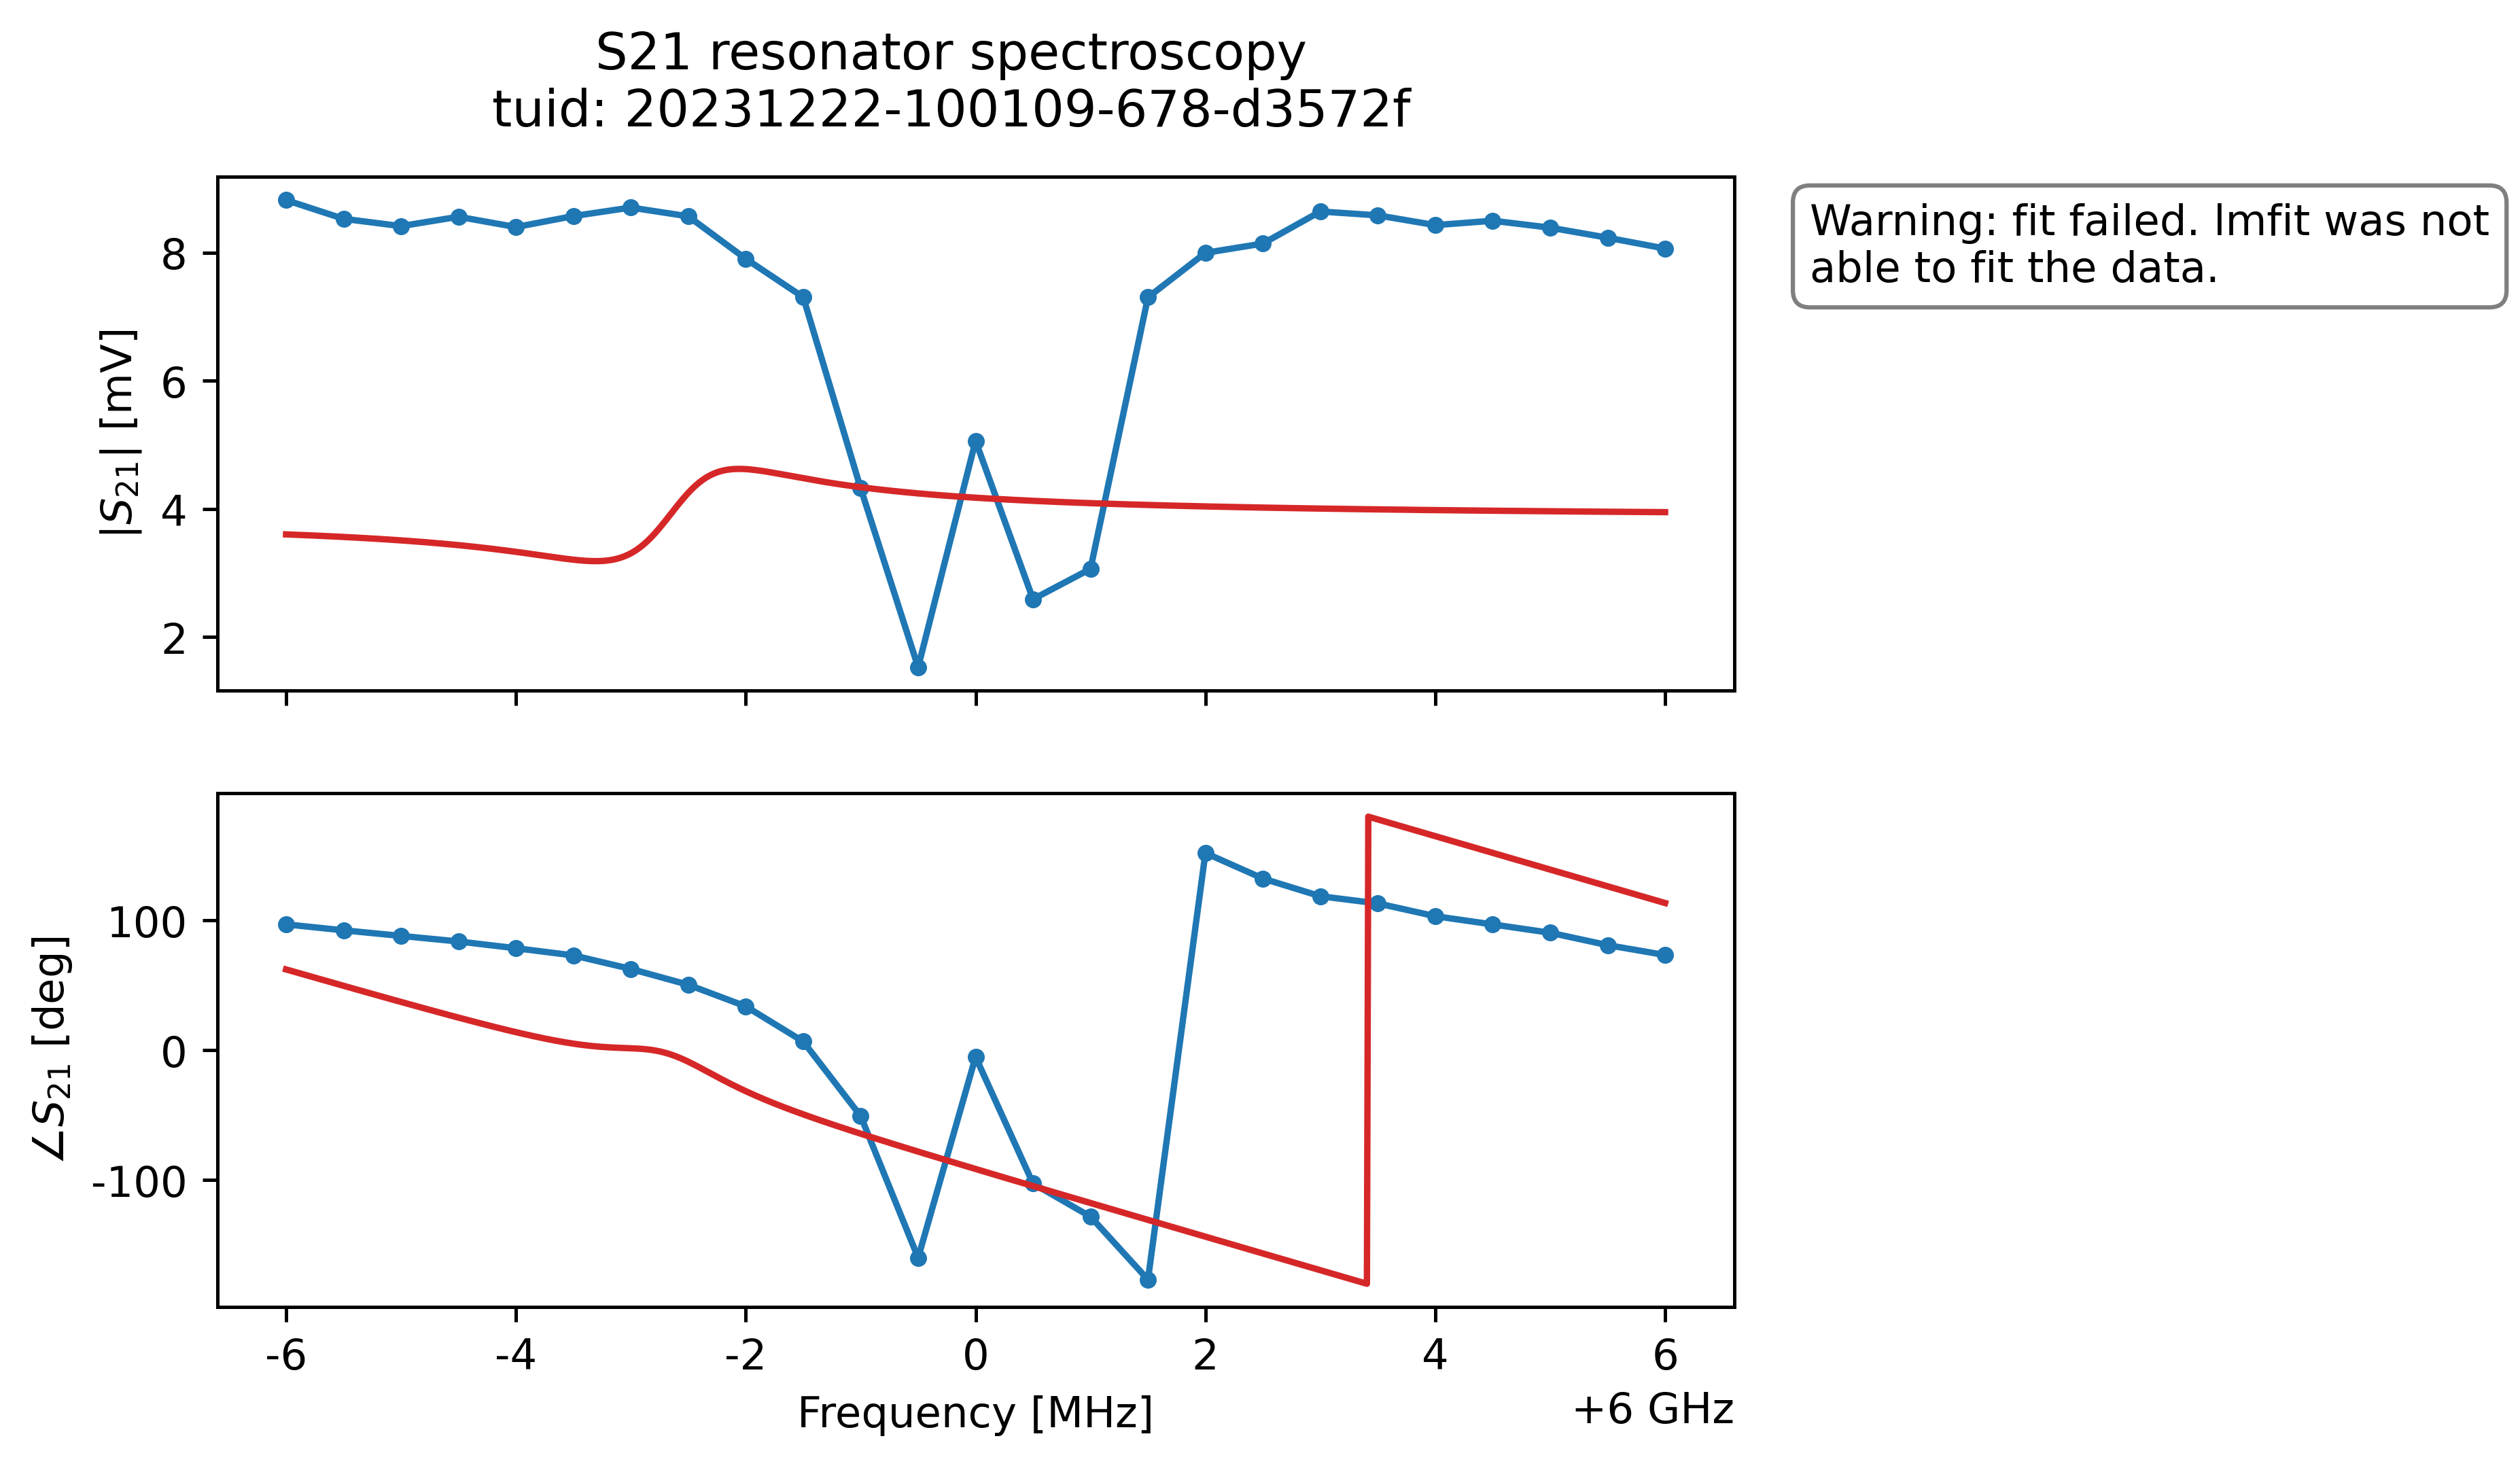 S21 resonator spectroscopy
tuid: 20231222-100109-678-d3572f
Warning: fit failed. lmfit was not
able to fit the data.
|S₂₁| [mV]
8
6
4
2
∠S₂₁ [deg]
100
0
-100
-6 -4 -2 0 2 4 6
Frequency [MHz]
+6 GHz